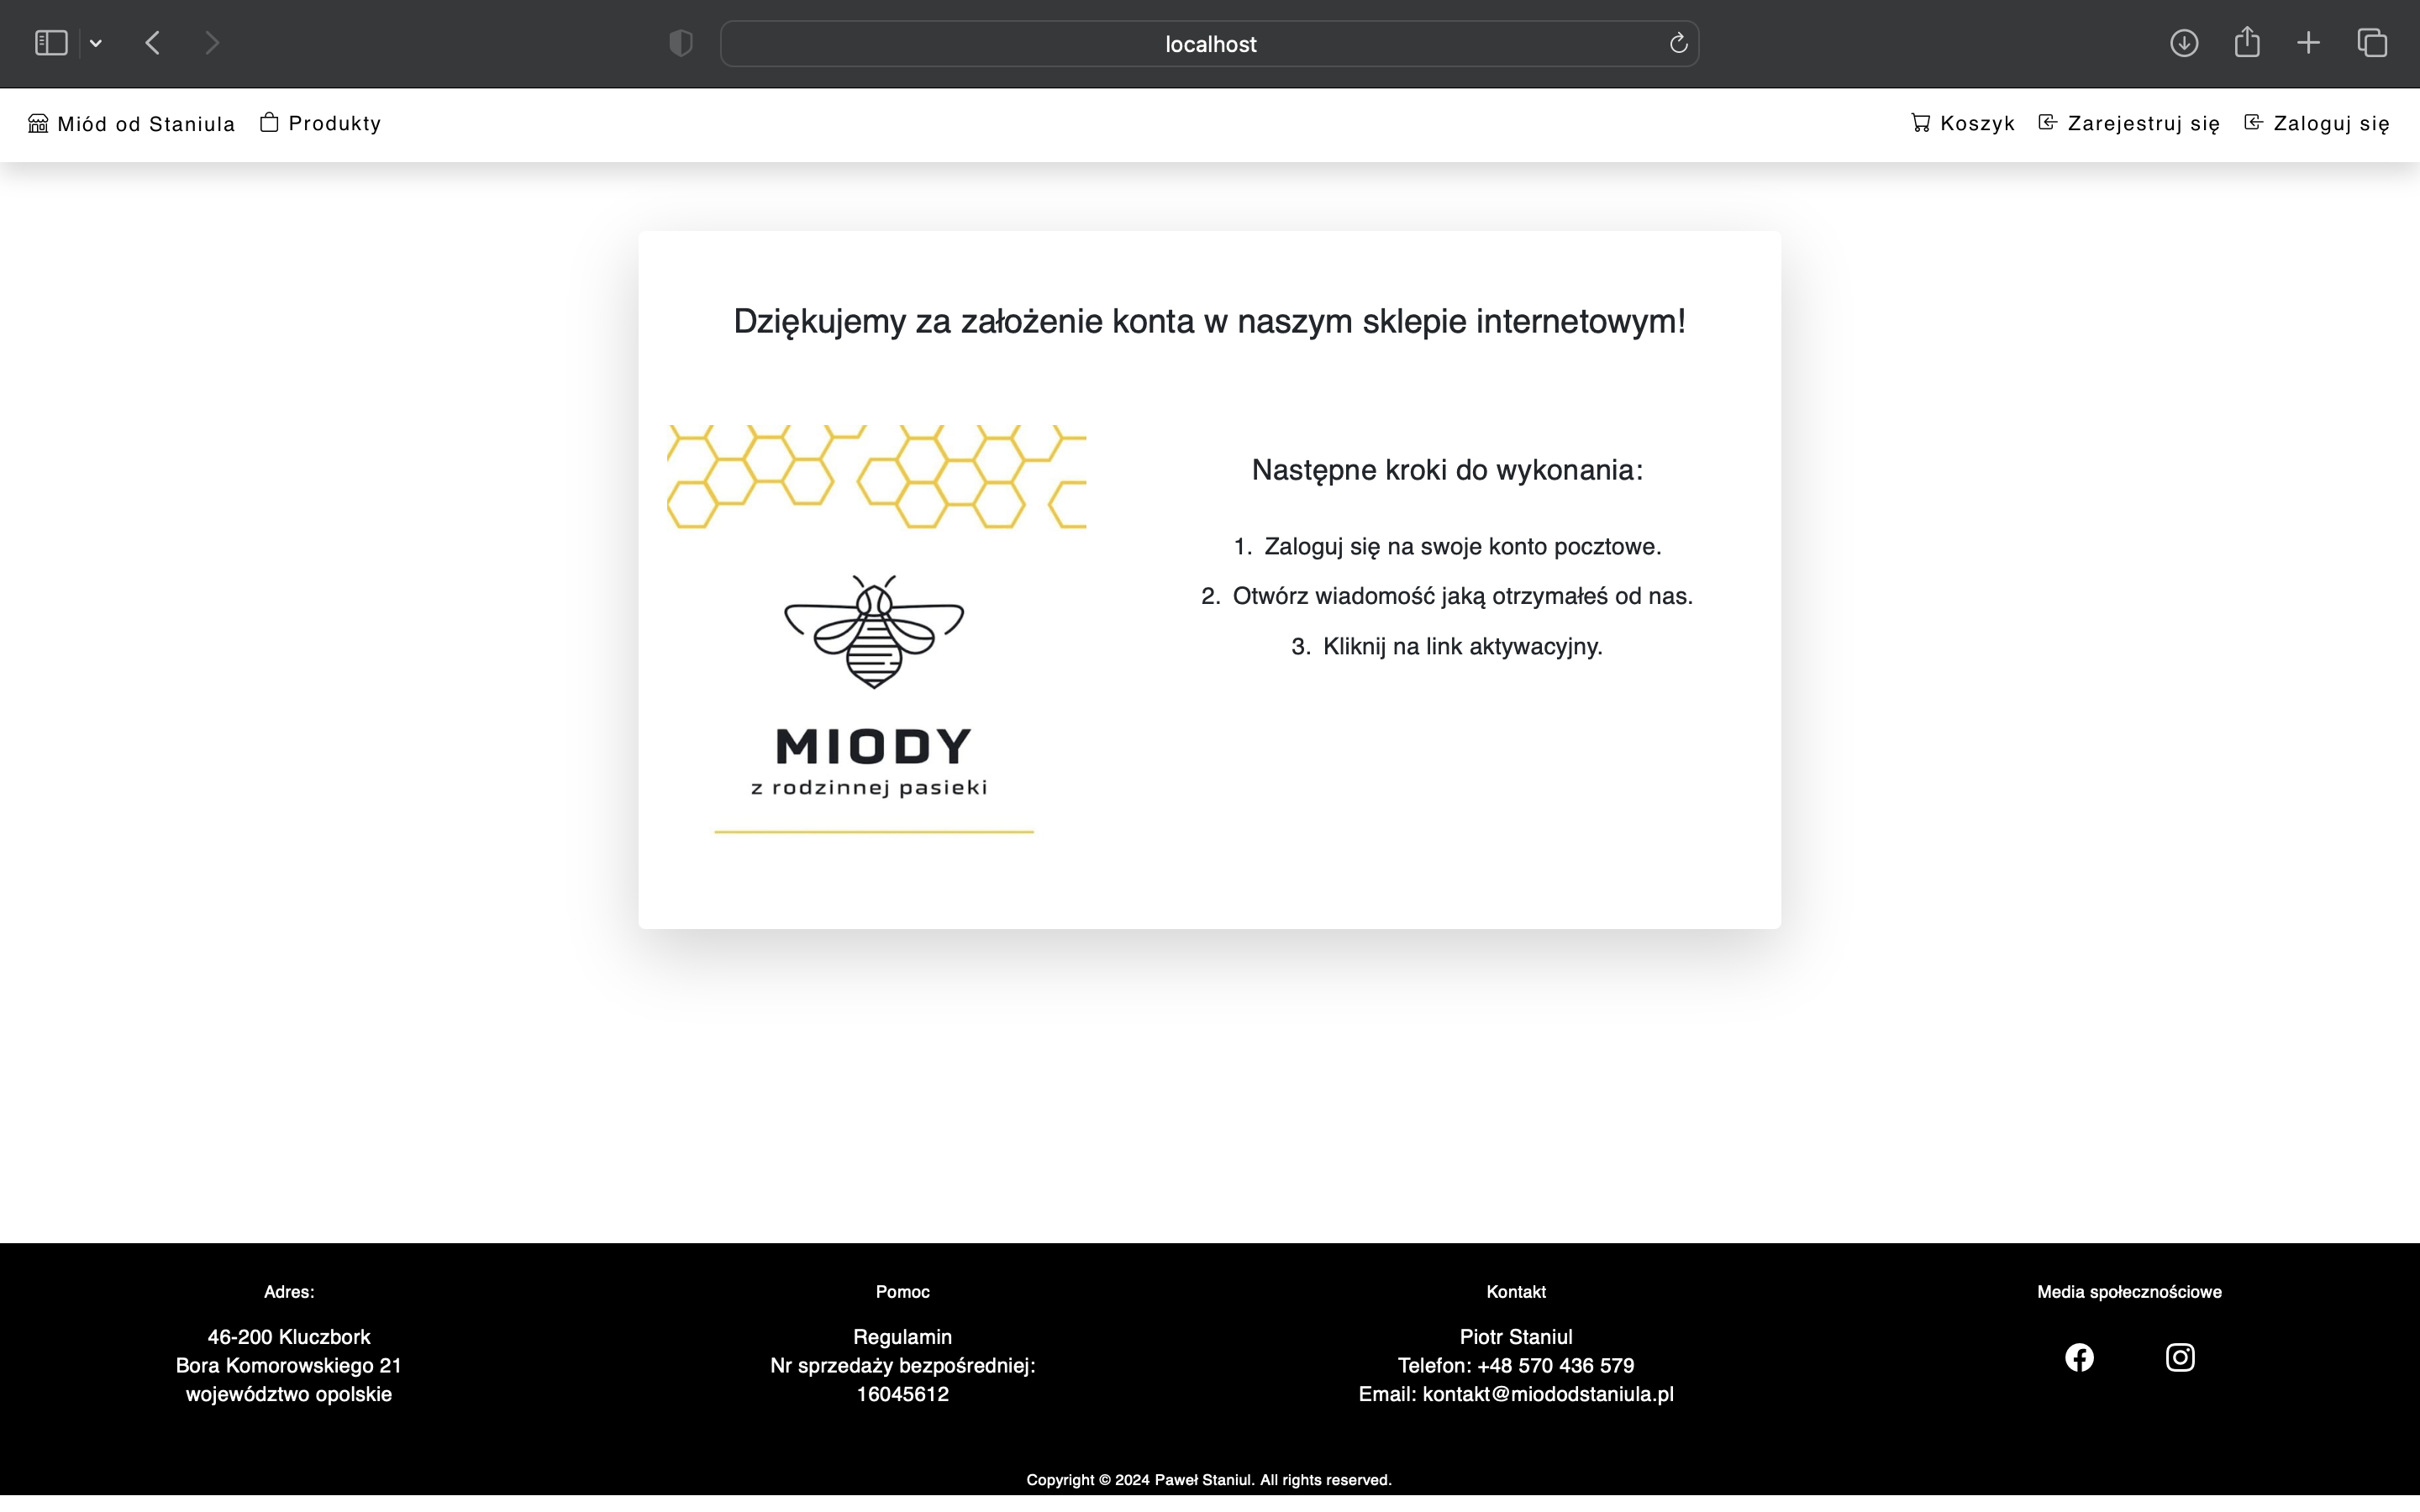 localhost
Miód od Staniula Produkty Koszyk Zarejestruj się Zaloguj się
Dziękujemy za założenie konta w naszym sklepie internetowym!
MIODY
z rodzinnej pasieki
Następne kroki do wykonania:
1. Zaloguj się na swoje konto pocztowe.
2. Otwórz wiadomość jaką otrzymałeś od nas.
3. Kliknij na link aktywacyjny.
Adres:
46-200 Kluczbork
Bora Komorowskiego 21
województwo opolskie
Pomoc
Regulamin
Nr sprzedaży bezpośredniej:
16045612
Kontakt
Piotr Staniul
Telefon: +48 570 436 579
Email: kontakt@miododstaniula.pl
Media społecznościowe
Copyright © 2024 Paweł Staniul. All rights reserved.